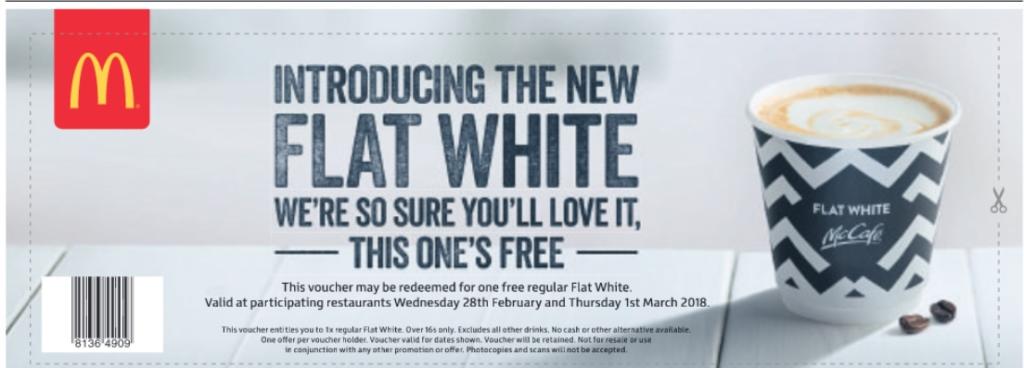 INTRODUCING THE NEW
FLAT WHITE
WE'RE SO SURE YOU'LL LOVE IT,
THIS ONE'S FREE
This voucher may be redeemed for one free regular Flat White.
Valid at participating restaurants Wednesday 28th February and Thursday 1st March 2018.
This voucher entitles you to 1x regular Flat White. Over 16s only. Excludes all other drinks. No cash or other alternative available.
One offer per voucher holder. Voucher valid for dates shown. Voucher will be retained. Not for resale or use
in conjunction with any other promotion or offer. Photocopies and scans will not be accepted.
8136 4909
FLAT WHITE
McCafé